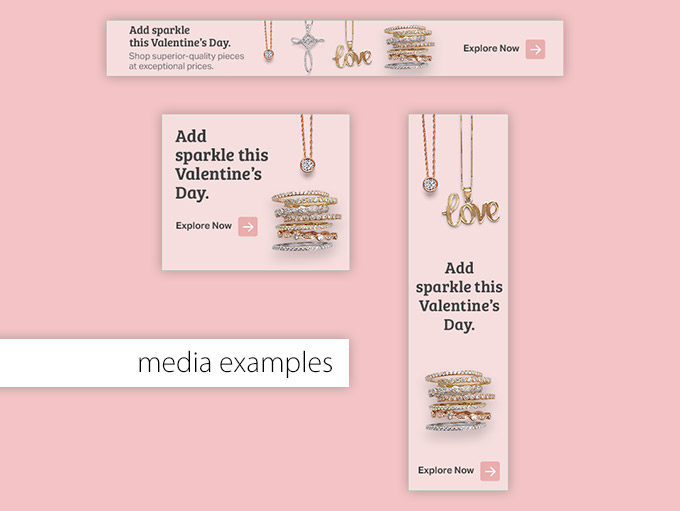 Add sparkle
this Valentine's Day.
Shop superior-quality pieces
at exceptional prices.
love
Explore Now
Add
sparkle this
Valentine's
Day.
Explore Now
love
Add
sparkle this
Valentine's
Day.
Explore Now
media examples